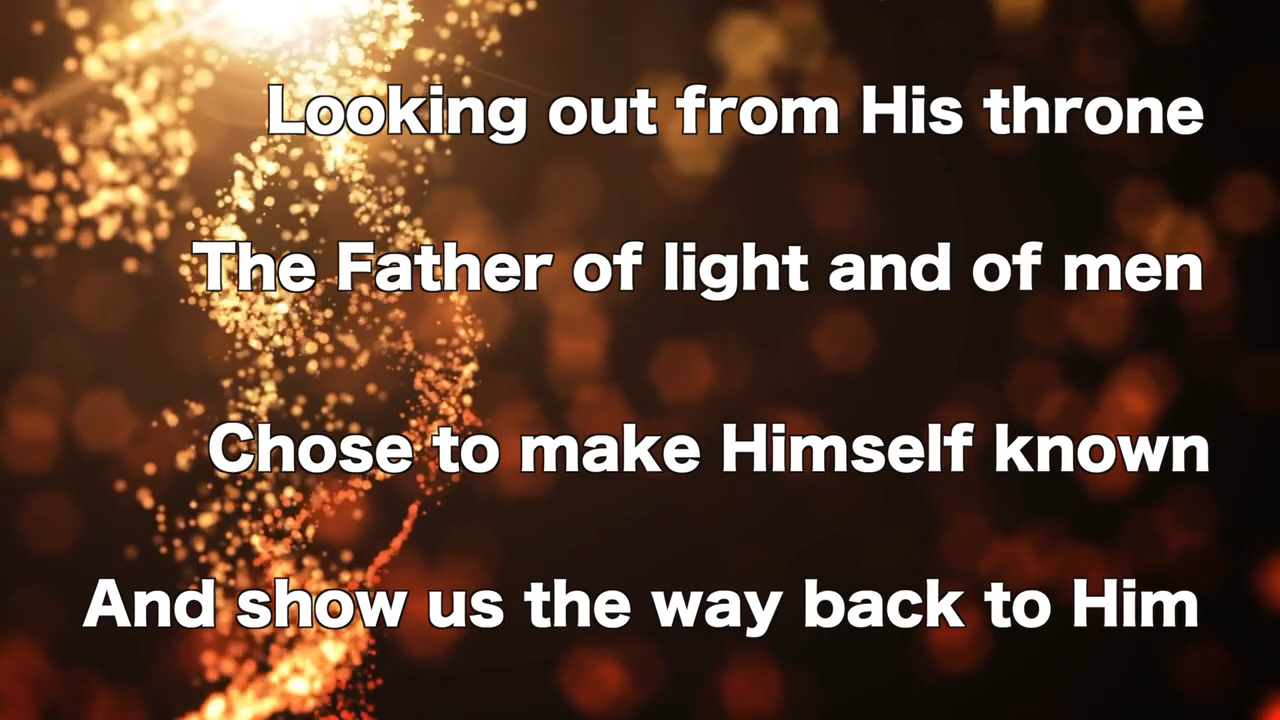 Looking out from His throne
The Father of light and of men
Chose to make Himself known
And show us the way back to Him